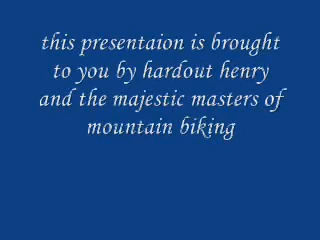 this presentaion is brought
to you by hardout henry
and the majestic masters of
mountain biking